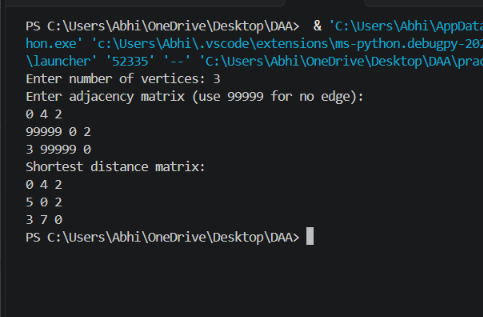 PS C:\Users\Abhi\OneDrive\Desktop\DAA>  & 'C:\Users\Abhi\AppData
hon.exe' 'c:\Users\Abhi\.vscode\extensions\ms-python.debugpy-202
\launcher' '52335' '--' 'C:\Users\Abhi\OneDrive\Desktop\DAA\prac
Enter number of vertices: 3
Enter adjacency matrix (use 99999 for no edge):
0 4 2
99999 0 2
3 99999 0
Shortest distance matrix:
0 4 2
5 0 2
3 7 0
PS C:\Users\Abhi\OneDrive\Desktop\DAA>